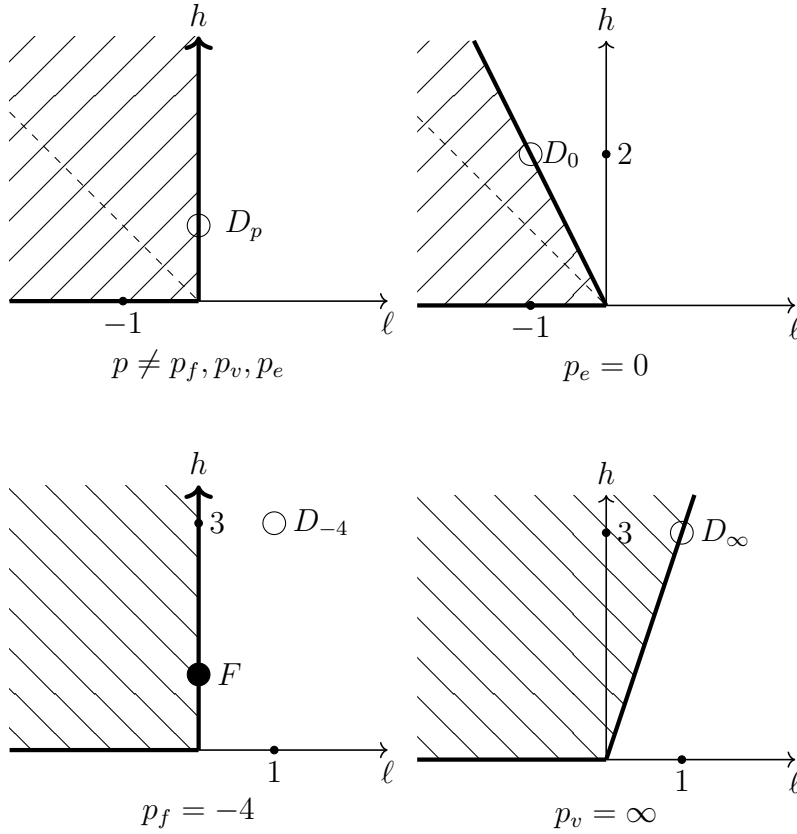 h
D_p
−1
ℓ
p ≠ p_f, p_v, p_e
h
D_0
2
−1
ℓ
p_e = 0
h
3
D_{−4}
F
1
ℓ
p_f = −4
h
3
D_∞
1
ℓ
p_v = ∞